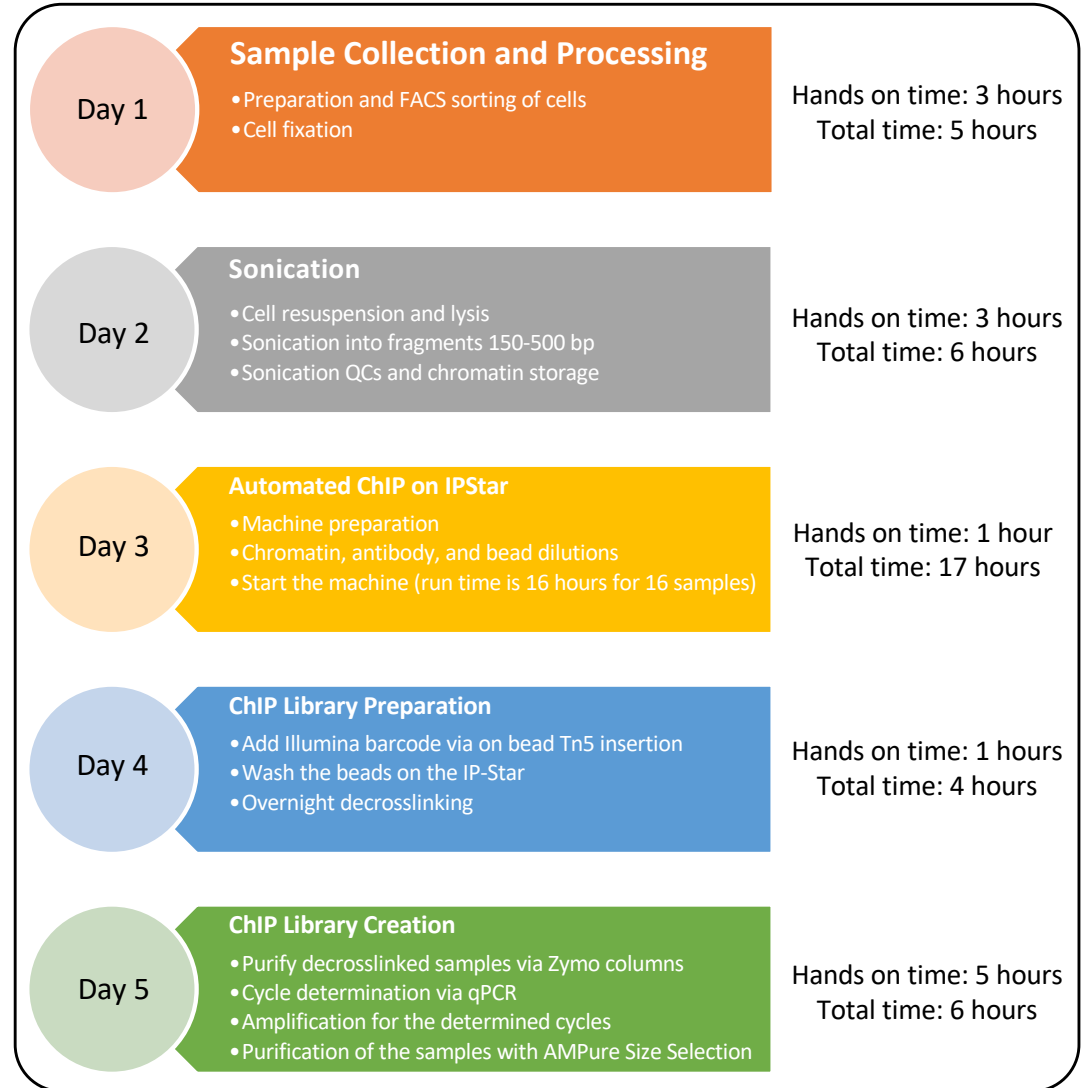 Day 1
Sample Collection and Processing
•Preparation and FACS sorting of cells
•Cell fixation
Hands on time: 3 hours
Total time: 5 hours
Day 2
Sonication
•Cell resuspension and lysis
•Sonication into fragments 150-500 bp
•Sonication QCs and chromatin storage
Hands on time: 3 hours
Total time: 6 hours
Day 3
Automated ChIP on IPStar
•Machine preparation
•Chromatin, antibody, and bead dilutions
•Start the machine (run time is 16 hours for 16 samples)
Hands on time: 1 hour
Total time: 17 hours
Day 4
ChIP Library Preparation
•Add Illumina barcode via on bead Tn5 insertion
•Wash the beads on the IP-Star
•Overnight decrosslinking
Hands on time: 1 hours
Total time: 4 hours
Day 5
ChIP Library Creation
•Purify decrosslinked samples via Zymo columns
•Cycle determination via qPCR
•Amplification for the determined cycles
•Purification of the samples with AMPure Size Selection
Hands on time: 5 hours
Total time: 6 hours